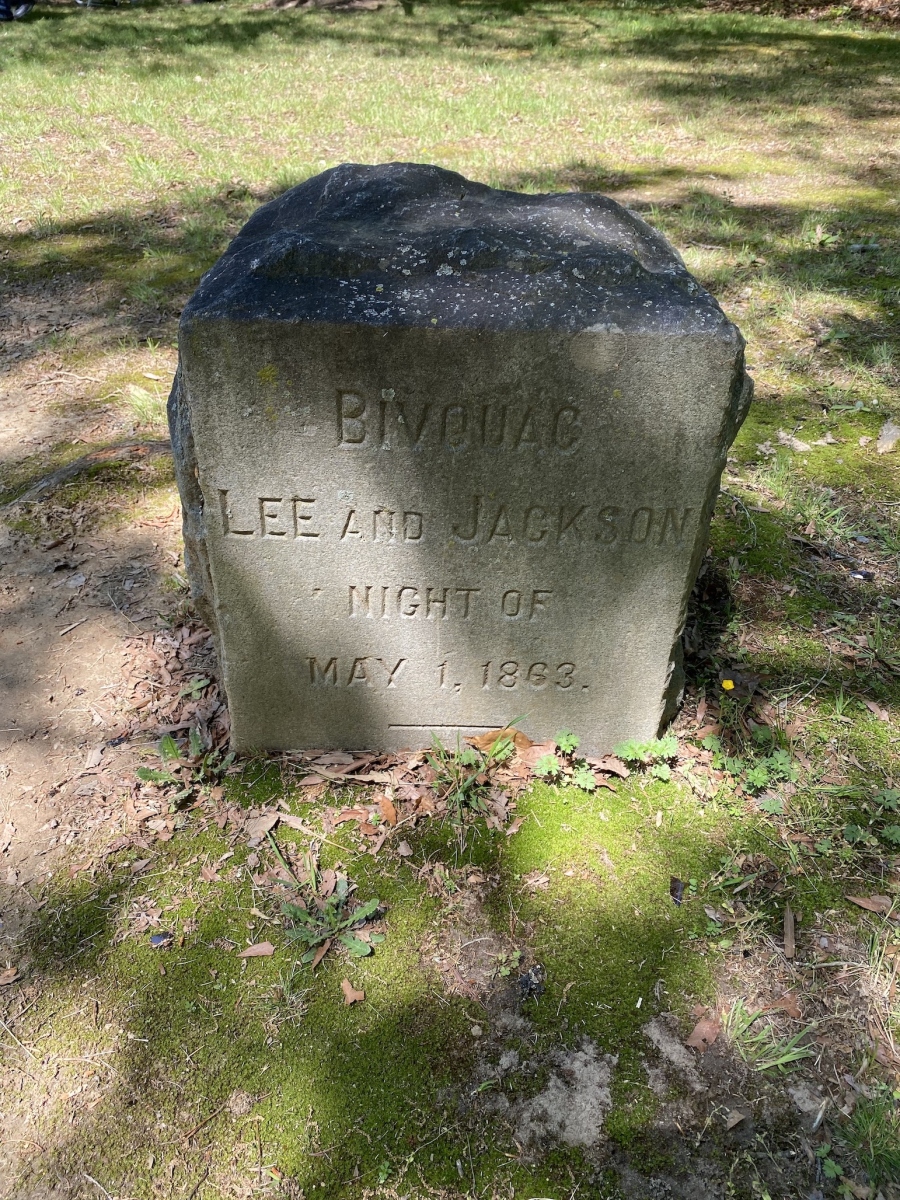 BIVOUAC
LEE AND JACKSON
NIGHT OF
MAY 1, 1863.